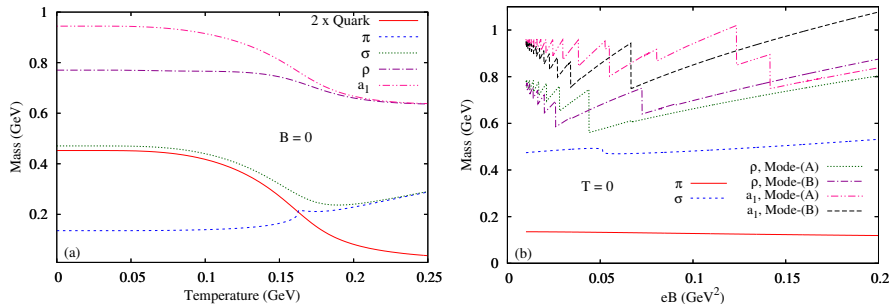 1
0.8
0.6
0.4
0.2
0
0.05
0.1
0.15
0.2
0.25
Mass (GeV)
Temperature (GeV)
(a)
B = 0
2 x Quark
π
σ
ρ
a1
1
0.8
0.6
0.4
0.2
0
0
0.05
0.1
0.15
0.2
Mass (GeV)
eB (GeV²)
(b)
T = 0
π
σ
ρ, Mode-(A)
ρ, Mode-(B)
a1, Mode-(A)
a1, Mode-(B)